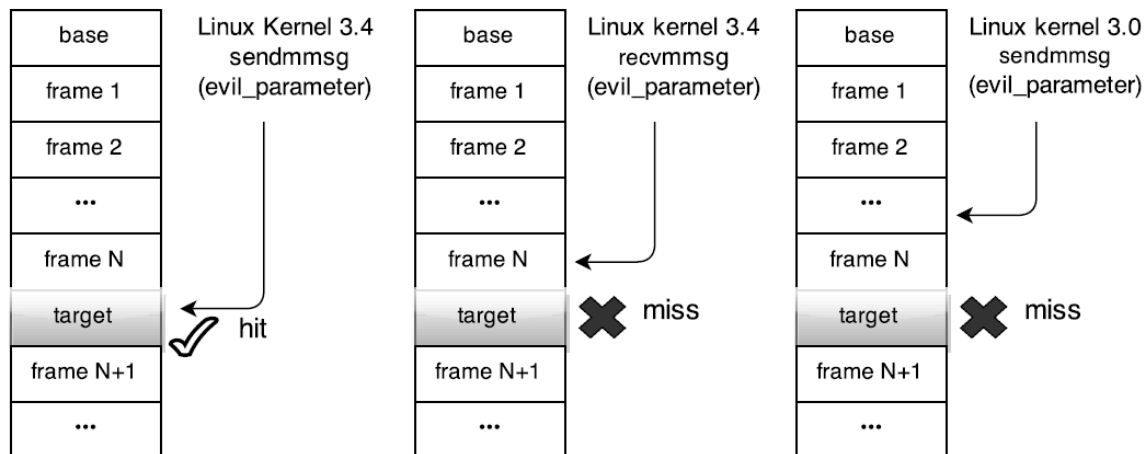 base
frame 1
frame 2
...
frame N
target
frame N+1
...
Linux Kernel 3.4
sendmmsg
(evil_parameter)
hit
base
frame 1
frame 2
...
frame N
target
frame N+1
...
Linux kernel 3.4
recvmmsg
(evil_parameter)
miss
base
frame 1
frame 2
...
frame N
target
frame N+1
...
Linux kernel 3.0
sendmmsg
(evil_parameter)
miss